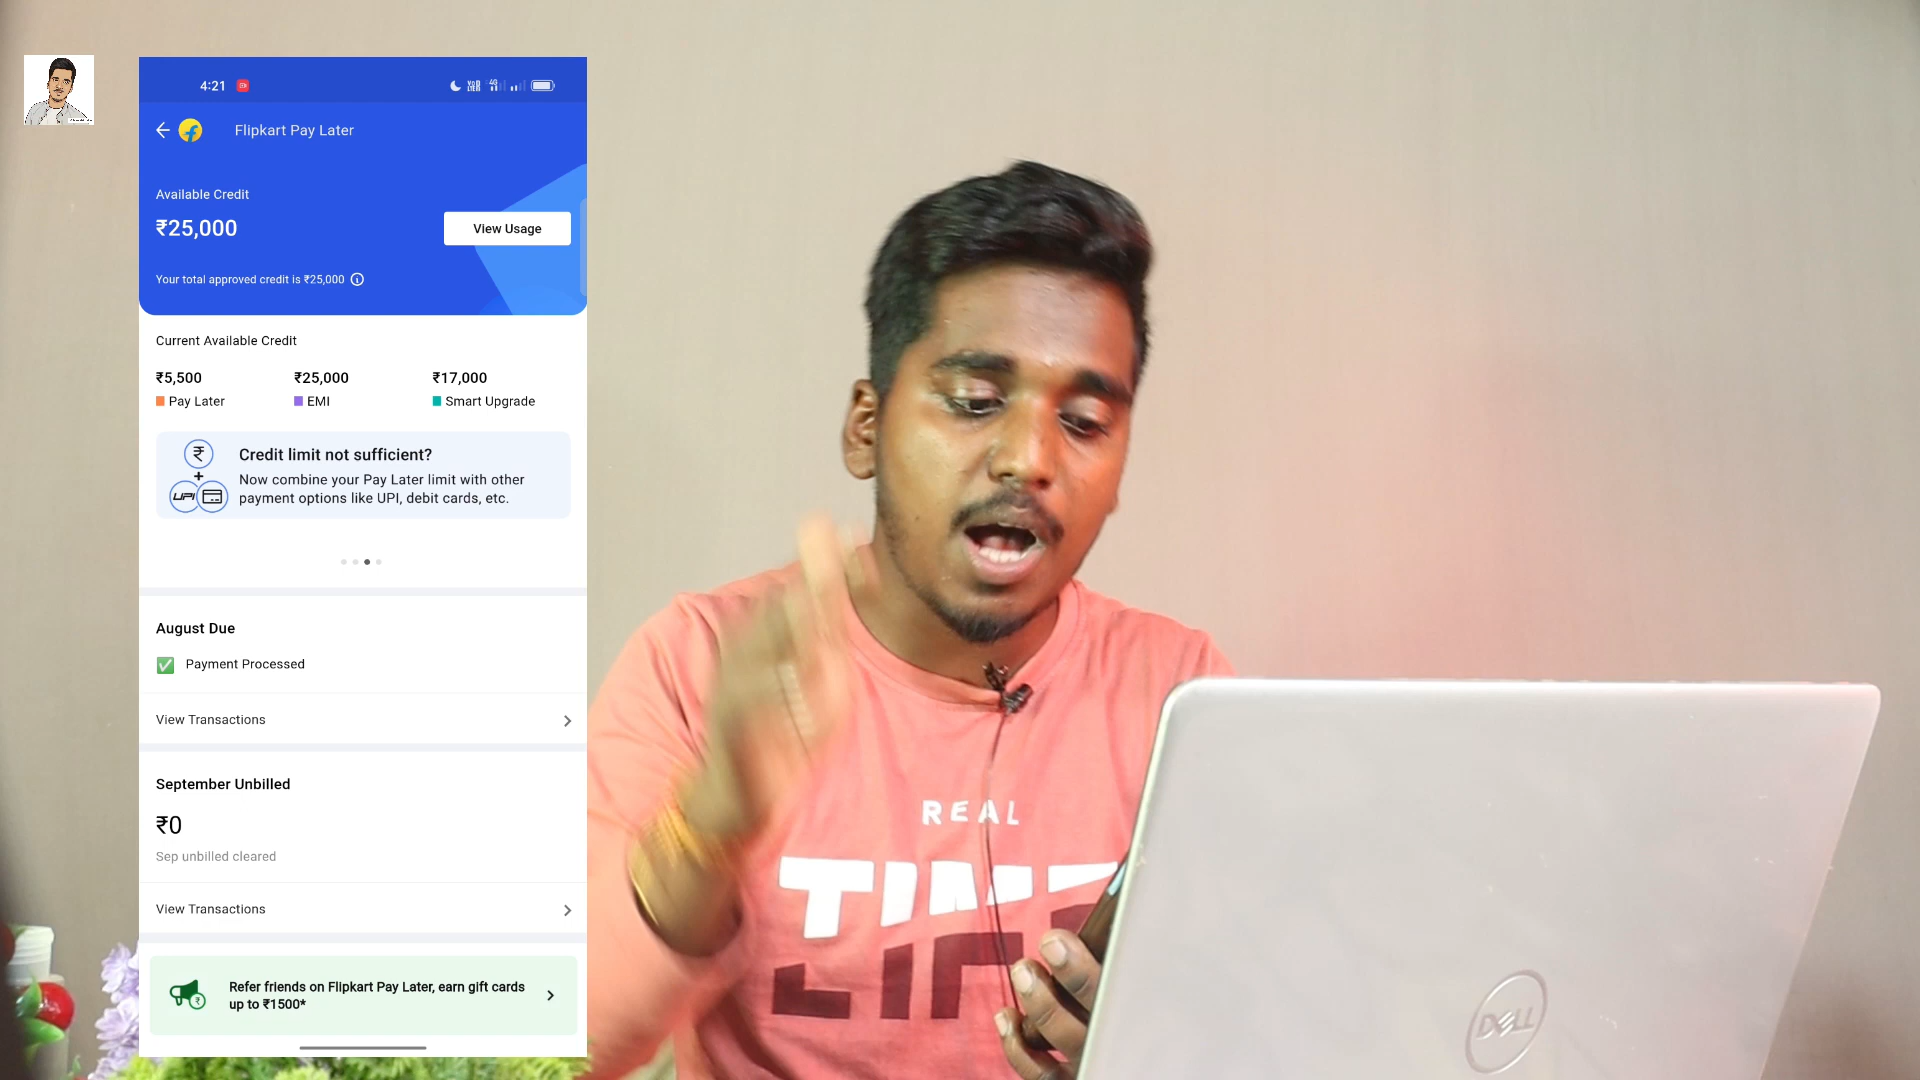 4:21
Flipkart Pay Later
Available Credit
₹25,000
View Usage
Your total approved credit is ₹25,000
Current Available Credit
₹5,500 ₹25,000 ₹17,000
Pay Later EMI Smart Upgrade
Credit limit not sufficient?
Now combine your Pay Later limit with other
payment options like UPI, debit cards, etc.
UPI
August Due
Payment Processed
View Transactions
September Unbilled
₹0
Sep unbilled cleared
View Transactions
Refer friends on Flipkart Pay Later, earn gift cards
up to ₹1500*
REAL
DELL